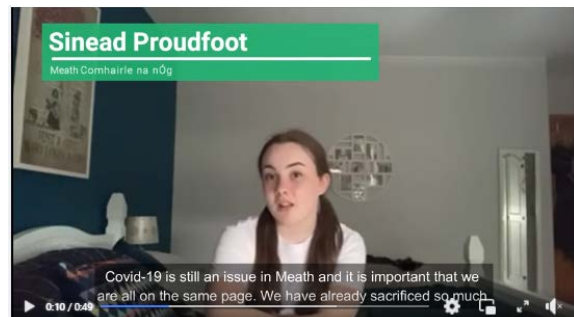 Sinead Proudfoot
Meath Comhairle na nÓg
Covid-19 is still an issue in Meath and it is important that we
are all on the same page. We have already sacrificed so much
0:10 / 0:49